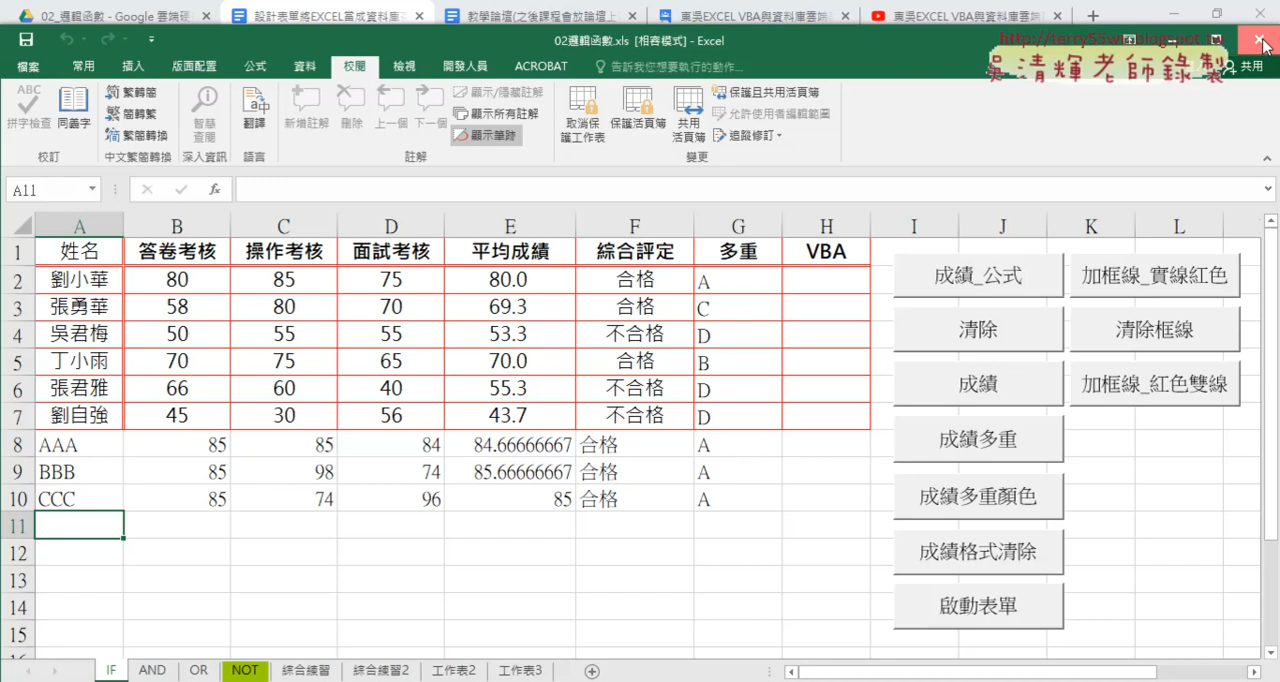 02_邏輯函數 - Google 雲端硬 設計表單將EXCEL當成資料庫 教學論壇(之後課程會放論壇上 東吳EXCEL VBA與資料庫雲端 東吳EXCEL VBA與資料庫雲端
02邏輯函數.xls [相容模式] - Excel
http://terry55wu.blogspot.tw
吳清輝老師錄製
檔案 常用 插入 版面配置 公式 資料 校閱 檢視 開發人員 ACROBAT 告訴我您想要執行的動作... 共用
ABC 拼字檢查 同義字 繁轉簡 簡轉繁 繁簡轉換 智慧查閱 翻譯 新增註解 刪除 上一個 下一個 顯示/隱藏註解 顯示所有註解 顯示筆跡 取消保護工作表 保護活頁簿 共用活頁簿 保護且共用活頁簿 允許使用者編輯範圍 追蹤修訂
校訂 中文繁簡轉換 深入資訊 語言 註解 變更
A11 fx
A B C D E F G H I J K L
1 姓名 答卷考核 操作考核 面試考核 平均成績 綜合評定 多重 VBA
2 劉小華 80 85 75 80.0 合格 A
3 張勇華 58 80 70 69.3 合格 C
4 吳君梅 50 55 55 53.3 不合格 D
5 丁小雨 70 75 65 70.0 合格 B
6 張君雅 66 60 40 55.3 不合格 D
7 劉自強 45 30 56 43.7 不合格 D
8 AAA 85 85 84 84.66666667 合格 A
9 BBB 85 98 74 85.66666667 合格 A
10 CCC 85 74 96 85 合格 A
11
12
13
14
15
成績_公式 加框線_實線紅色
清除 清除框線
成績 加框線_紅色雙線
成績多重
成績多重顏色
成績格式清除
啟動表單
IF AND OR NOT 綜合練習 綜合練習2 工作表2 工作表3